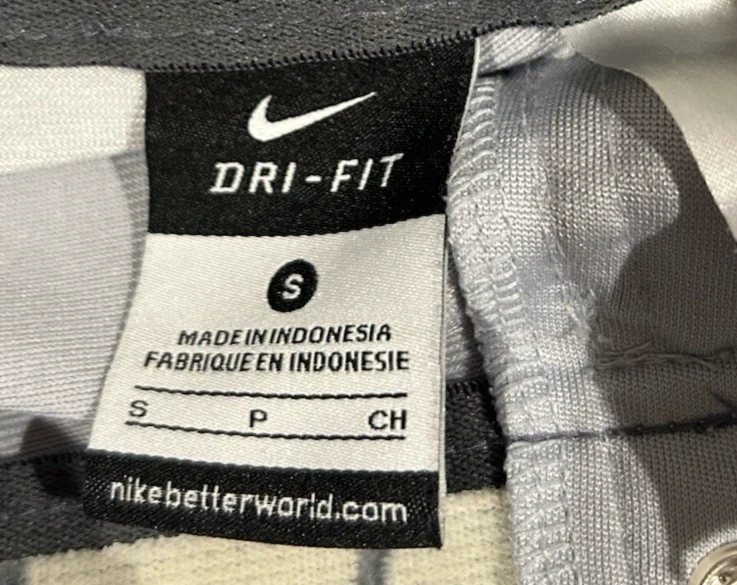 DRI-FIT
S
MADE IN INDONESIA
FABRIQUE EN INDONESIE
S P CH
nikebetterworld.com